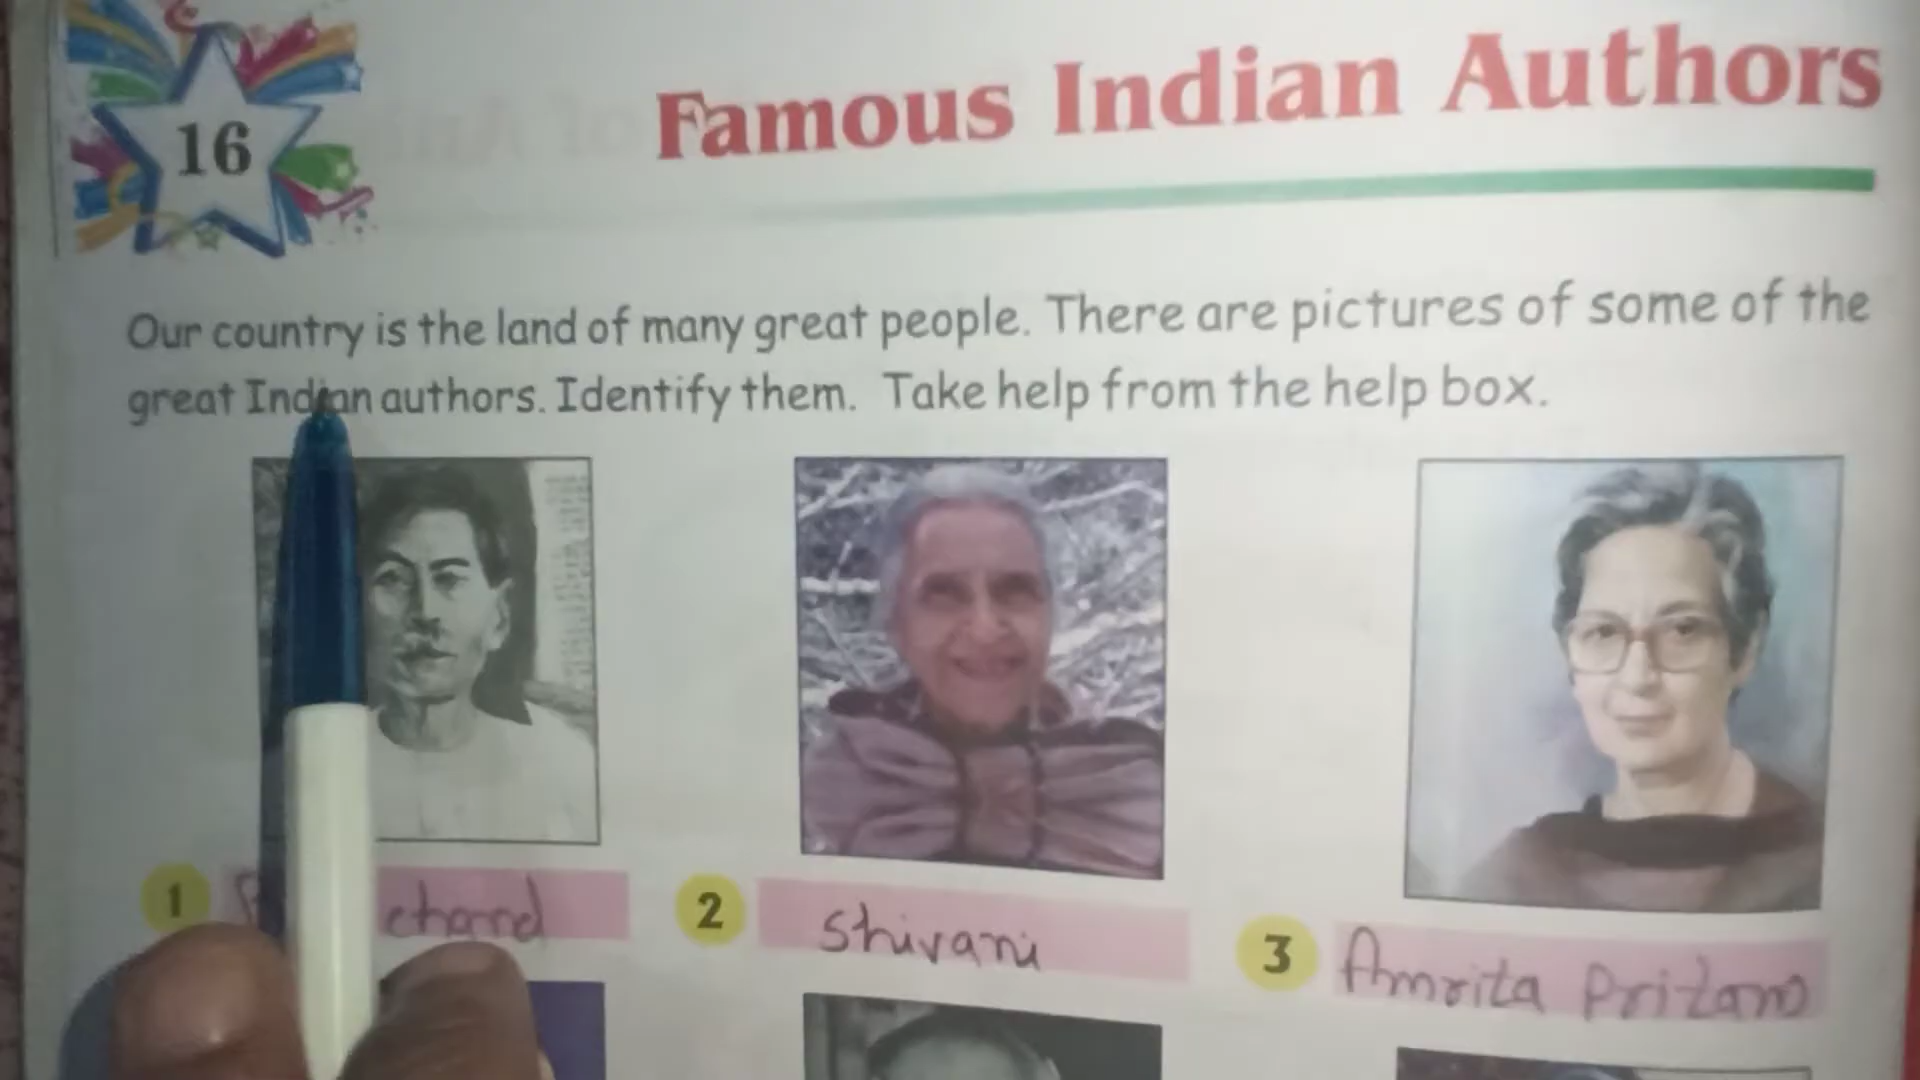 16
Famous Indian Authors
Our country is the land of many great people. There are pictures of some of the
great Indian authors. Identify them. Take help from the help box.
1 chand
2 Shivani
3 Amrita Pritam